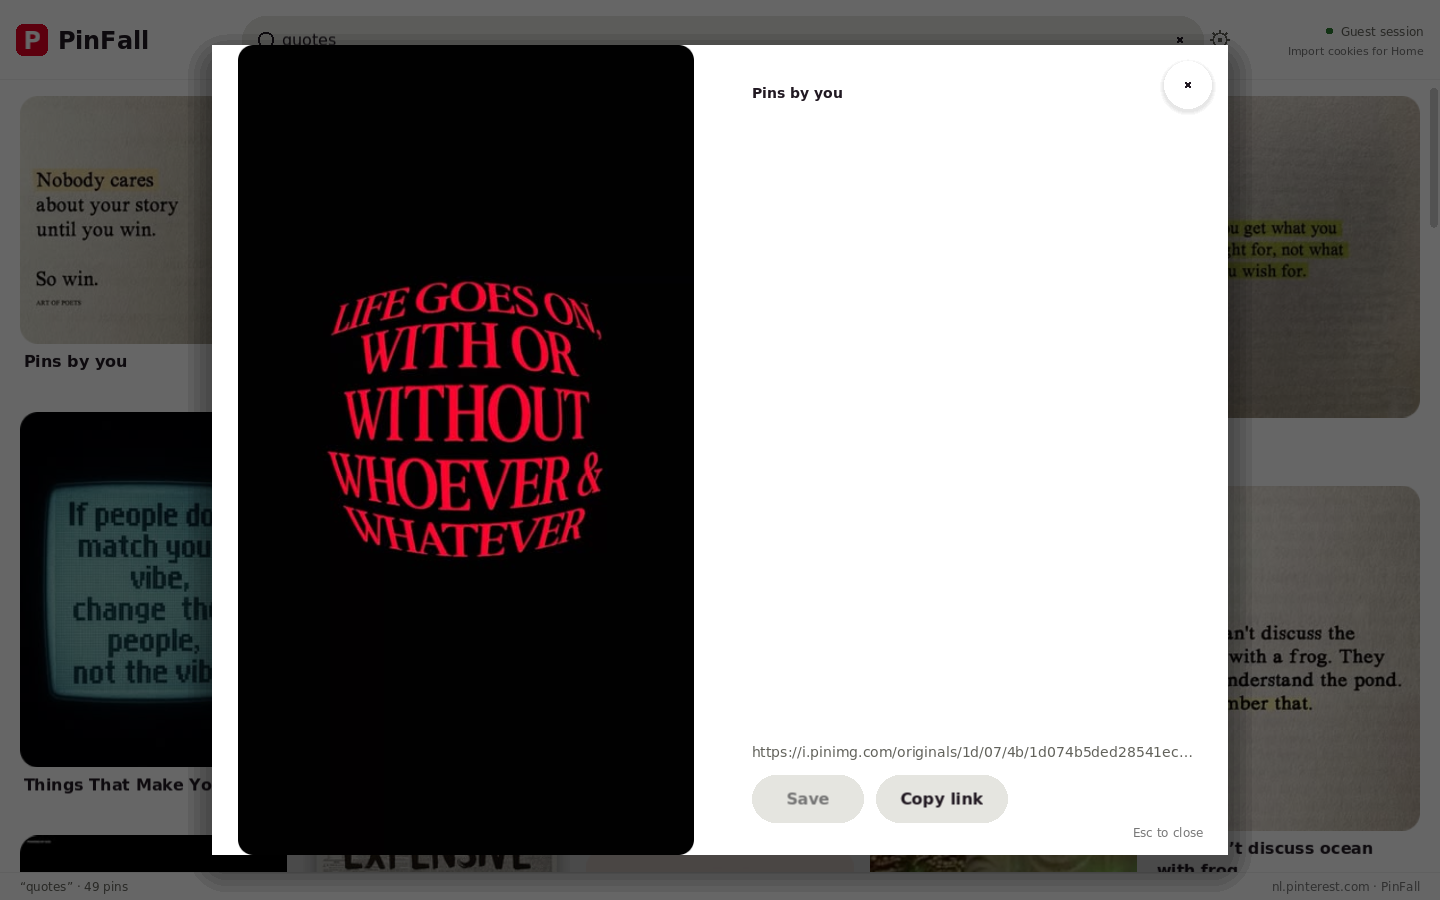 P PinFall
quotes
Guest session
Import cookies for Home
Nobody cares
about your story
until you win.
So win.
ART OF POETS
Pins by you
If people do
match you
vibe,
change the
people,
not the vib
Things That Make Yo
LIFE GOES ON,
WITH OR
WITHOUT
WHOEVER &
WHATEVER
Pins by you
https://i.pinimg.com/originals/1d/07/4b/1d074b5ded28541ec…
Save
Copy link
Esc to close
u get what you
ht for, not what
u wish for.
an't discuss the
with a frog. They
nderstand the pond.
mber that.
't discuss ocean
with frog
EXPENSIVE
“quotes” · 49 pins
nl.pinterest.com · PinFall